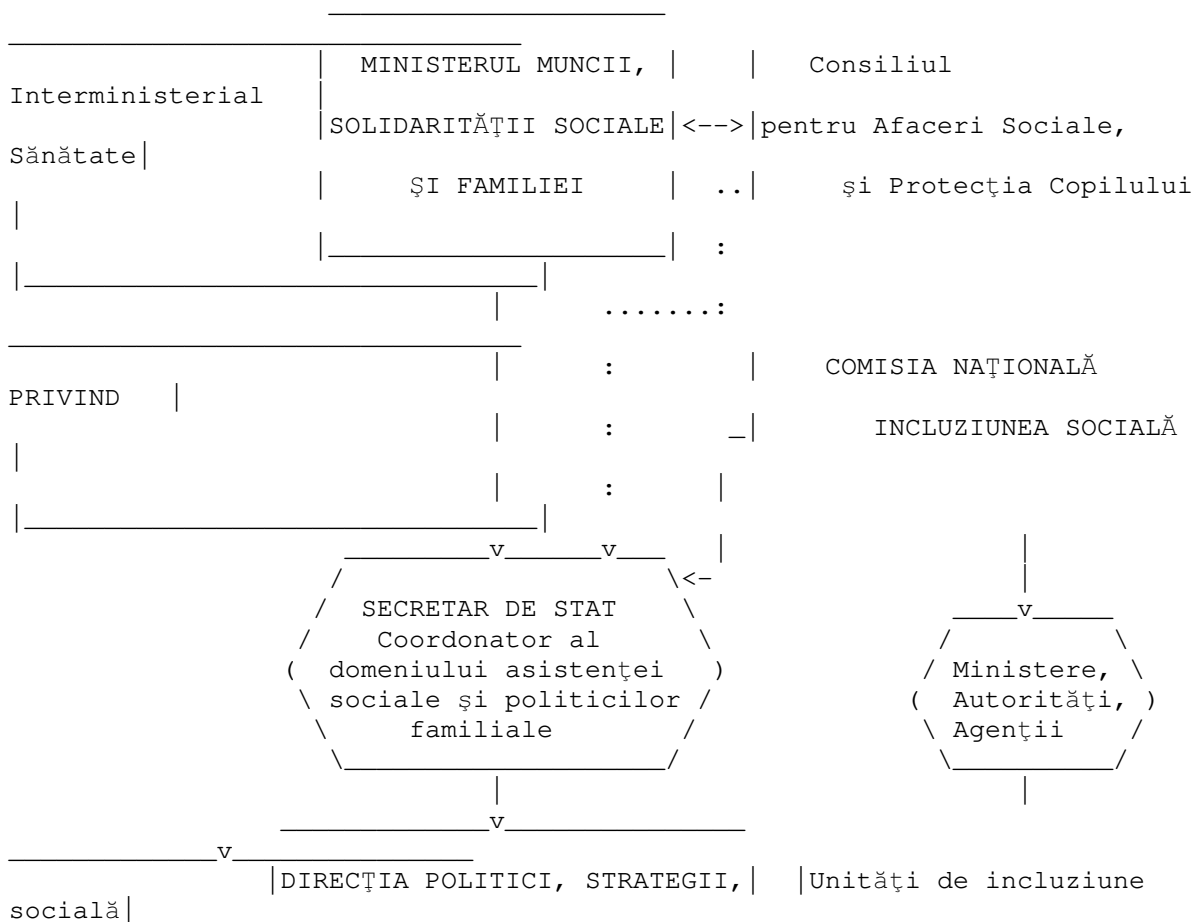 MINISTERUL MUNCII, Consiliul
Interministerial
SOLIDARITĂŢII SOCIALE <--> pentru Afaceri Sociale,
Sănătate
ŞI FAMILIEI .. şi Protecţia Copilului
COMISIA NAŢIONALĂ
PRIVIND
INCLUZIUNEA SOCIALĂ
SECRETAR DE STAT
Coordonator al
domeniului asistenţei Ministere,
sociale şi politicilor Autorităţi,
familiale Agenţii
DIRECŢIA POLITICI, STRATEGII, Unităţi de incluziune
socială